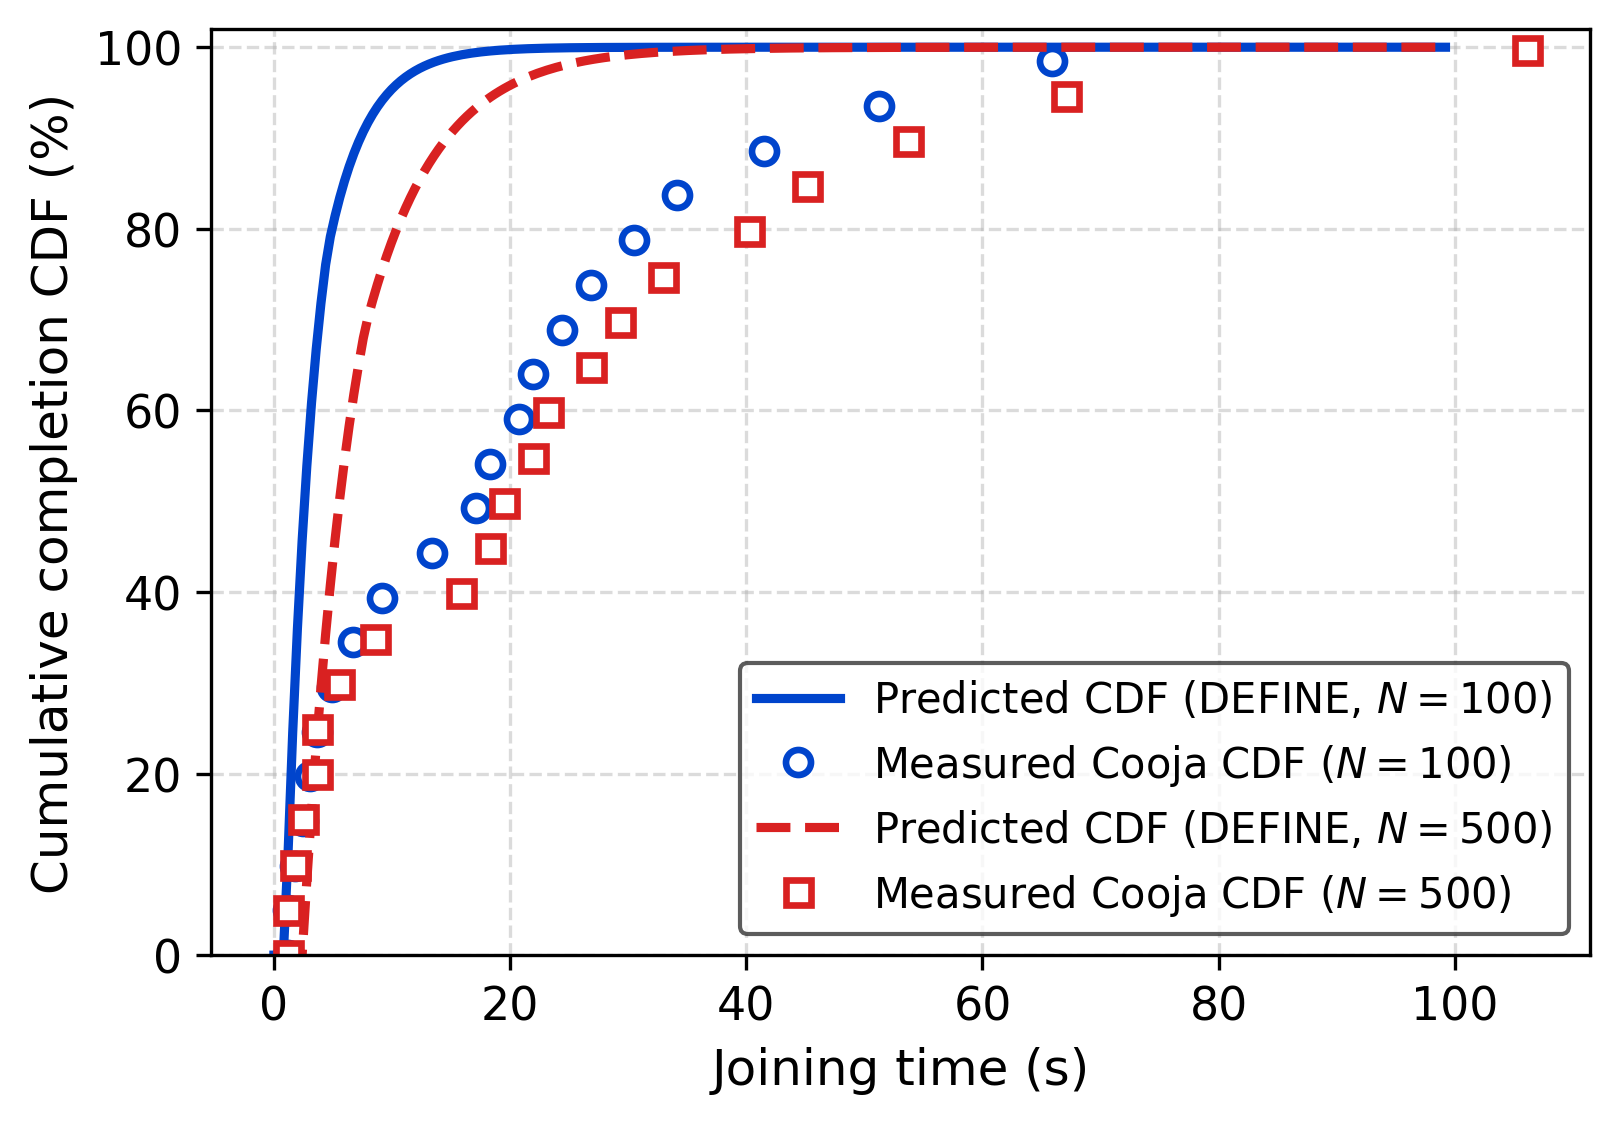 Cumulative completion CDF (%)
100
80
60
40
20
0
Predicted CDF (DEFINE, N = 100)
Measured Cooja CDF (N = 100)
Predicted CDF (DEFINE, N = 500)
Measured Cooja CDF (N = 500)
0 20 40 60 80 100
Joining time (s)